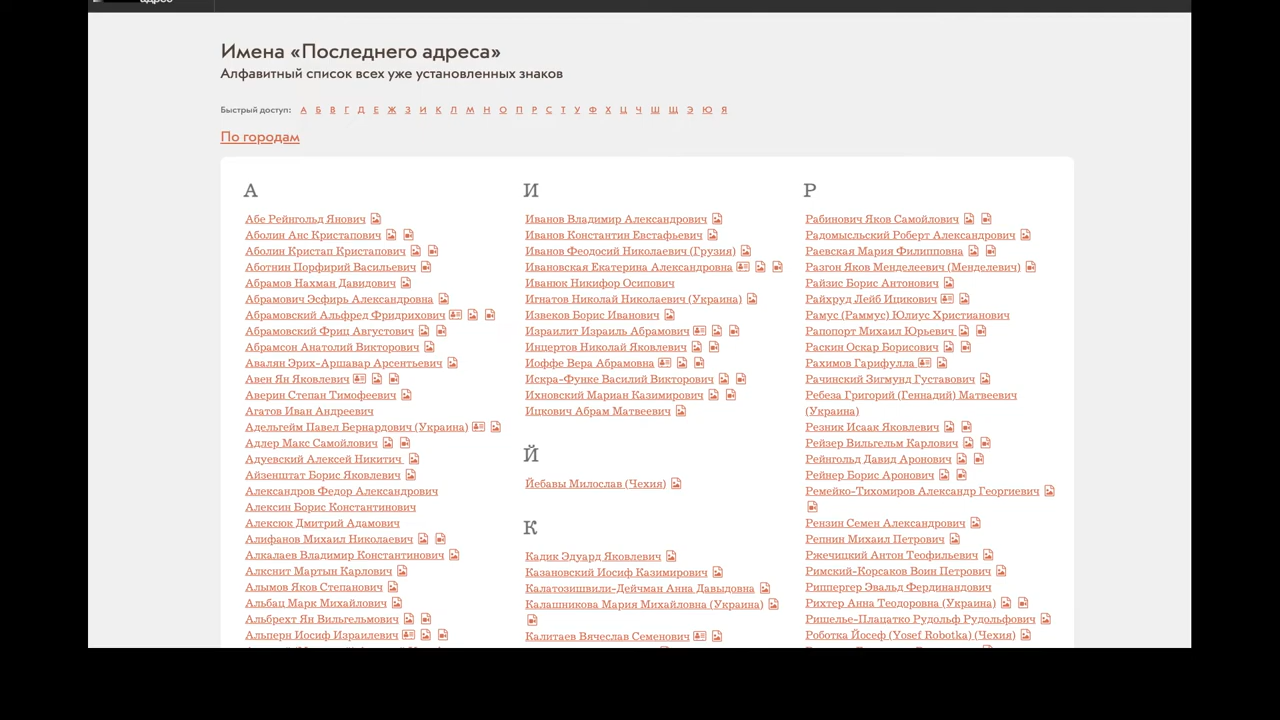 адрес
Имена «Последнего адреса»
Алфавитный список всех уже установленных знаков
Быстрый доступ: А Б В Г Д Е Ж З И К Л М Н О П Р С Т У Ф Х Ц Ч Ш Щ Э Ю Я
По городам
А
Абе Рейнгольд Янович
Аболин Анс Кристапович
Аболин Кристап Кристапович
Аботнин Порфирий Васильевич
Абрамов Нахман Давидович
Абрамович Эсфирь Александровна
Абрамовский Альфред Фридрихович
Абрамовский Фриц Августович
Абрамсон Анатолий Викторович
Авалян Эрих-Аршавар Арсентьевич
Авен Ян Яковлевич
Аверин Степан Тимофеевич
Агатов Иван Андреевич
Адельгейм Павел Бернардович (Украина)
Адлер Макс Самойлович
Адуевский Алексей Никитич
Айзенштат Борис Яковлевич
Александров Федор Александрович
Алексин Борис Константинович
Алексюк Дмитрий Адамович
Алифанов Михаил Николаевич
Алкалаев Владимир Константинович
Алкснит Мартын Карлович
Алымов Яков Степанович
Альбац Марк Михайлович
Альбрехт Ян Вильгельмович
Альперн Иосиф Израилевич
И
Иванов Владимир Александрович
Иванов Константин Евстафьевич
Иванов Феодосий Николаевич (Грузия)
Ивановская Екатерина Александровна
Иванюк Никифор Осипович
Игнатов Николай Николаевич (Украина)
Извеков Борис Иванович
Израилит Израиль Абрамович
Инцертов Николай Яковлевич
Иоффе Вера Абрамовна
Искра-Функе Василий Викторович
Ихновский Мариан Казимирович
Ицкович Абрам Матвеевич
Й
Йебавы Милослав (Чехия)
К
Кадик Эдуард Яковлевич
Казановский Иосиф Казимирович
Калатозишвили-Дейчман Анна Давыдовна
Калашникова Мария Михайловна (Украина)
Калитаев Вячеслав Семенович
Р
Рабинович Яков Самойлович
Радомысльский Роберт Александрович
Раевская Мария Филипповна
Разгон Яков Менделеевич (Менделевич)
Райзис Борис Антонович
Райхруд Лейб Ицикович
Рамус (Раммус) Юлиус Христианович
Рапопорт Михаил Юрьевич
Раскин Оскар Борисович
Рахимов Гарифулла
Рачинский Зигмунд Густавович
Ребеза Григорий (Геннадий) Матвеевич
(Украина)
Резник Исаак Яковлевич
Рейзер Вильгельм Карлович
Рейнгольд Давид Аронович
Рейнер Борис Аронович
Ремейко-Тихомиров Александр Георгиевич
Рензин Семен Александрович
Репнин Михаил Петрович
Ржечицкий Антон Теофильевич
Римский-Корсаков Воин Петрович
Риппергер Эвальд Фердинандович
Рихтер Анна Теодоровна (Украина)
Ришелье-Плацатко Рудольф Рудольфович
Роботка Йосеф (Yosef Robotka) (Чехия)